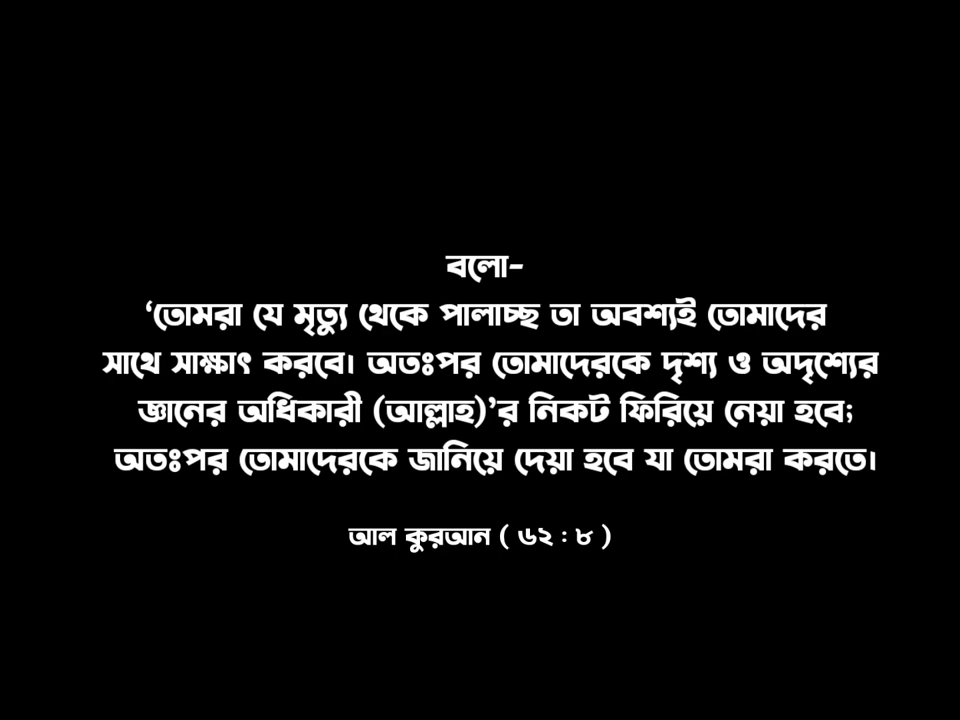 বলো-
‘তোমরা যে মৃত্যু থেকে পালাচ্ছ তা অবশ্যই তোমাদের
সাথে সাক্ষাৎ করবে। অতঃপর তোমাদেরকে দৃশ্য ও অদৃশ্যের
জ্ঞানের অধিকারী (আল্লাহ)’র নিকট ফিরিয়ে নেয়া হবে;
অতঃপর তোমাদেরকে জানিয়ে দেয়া হবে যা তোমরা করতে।
আল কুরআন ( ৬২ : ৮ )